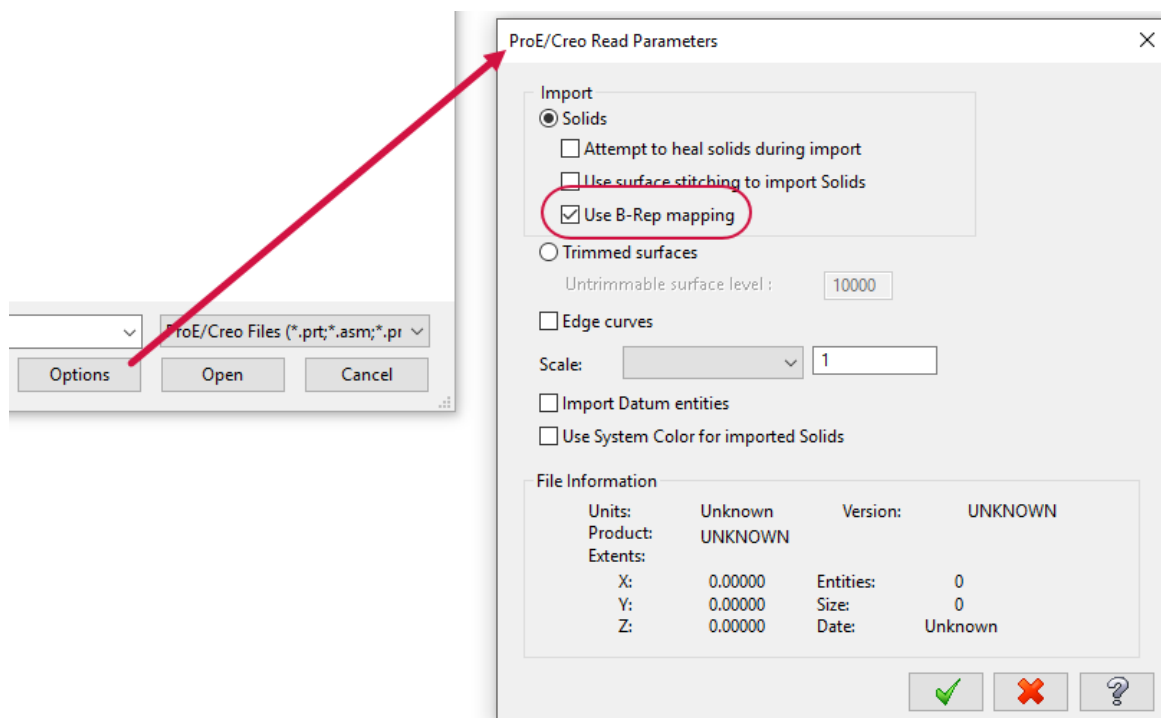 ProE/Creo Read Parameters
Import
Solids
Attempt to heal solids during import
Use surface stitching to import Solids
Use B-Rep mapping
Trimmed surfaces
Untrimmable surface level :
10000
Edge curves
Scale:
1
Import Datum entities
Use System Color for imported Solids
File Information
Units: Unknown Version: UNKNOWN
Product: UNKNOWN
Extents:
X: 0.00000 Entities: 0
Y: 0.00000 Size: 0
Z: 0.00000 Date: Unknown
ProE/Creo Files (*.prt;*.asm;*.pr
Options Open Cancel